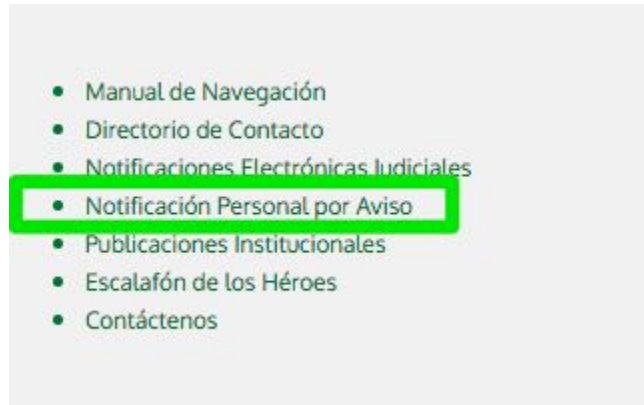 Manual de Navegación
Directorio de Contacto
Notificaciones Electrónicas Judiciales
Notificación Personal por Aviso
Publicaciones Institucionales
Escalafón de los Héroes
Contáctenos